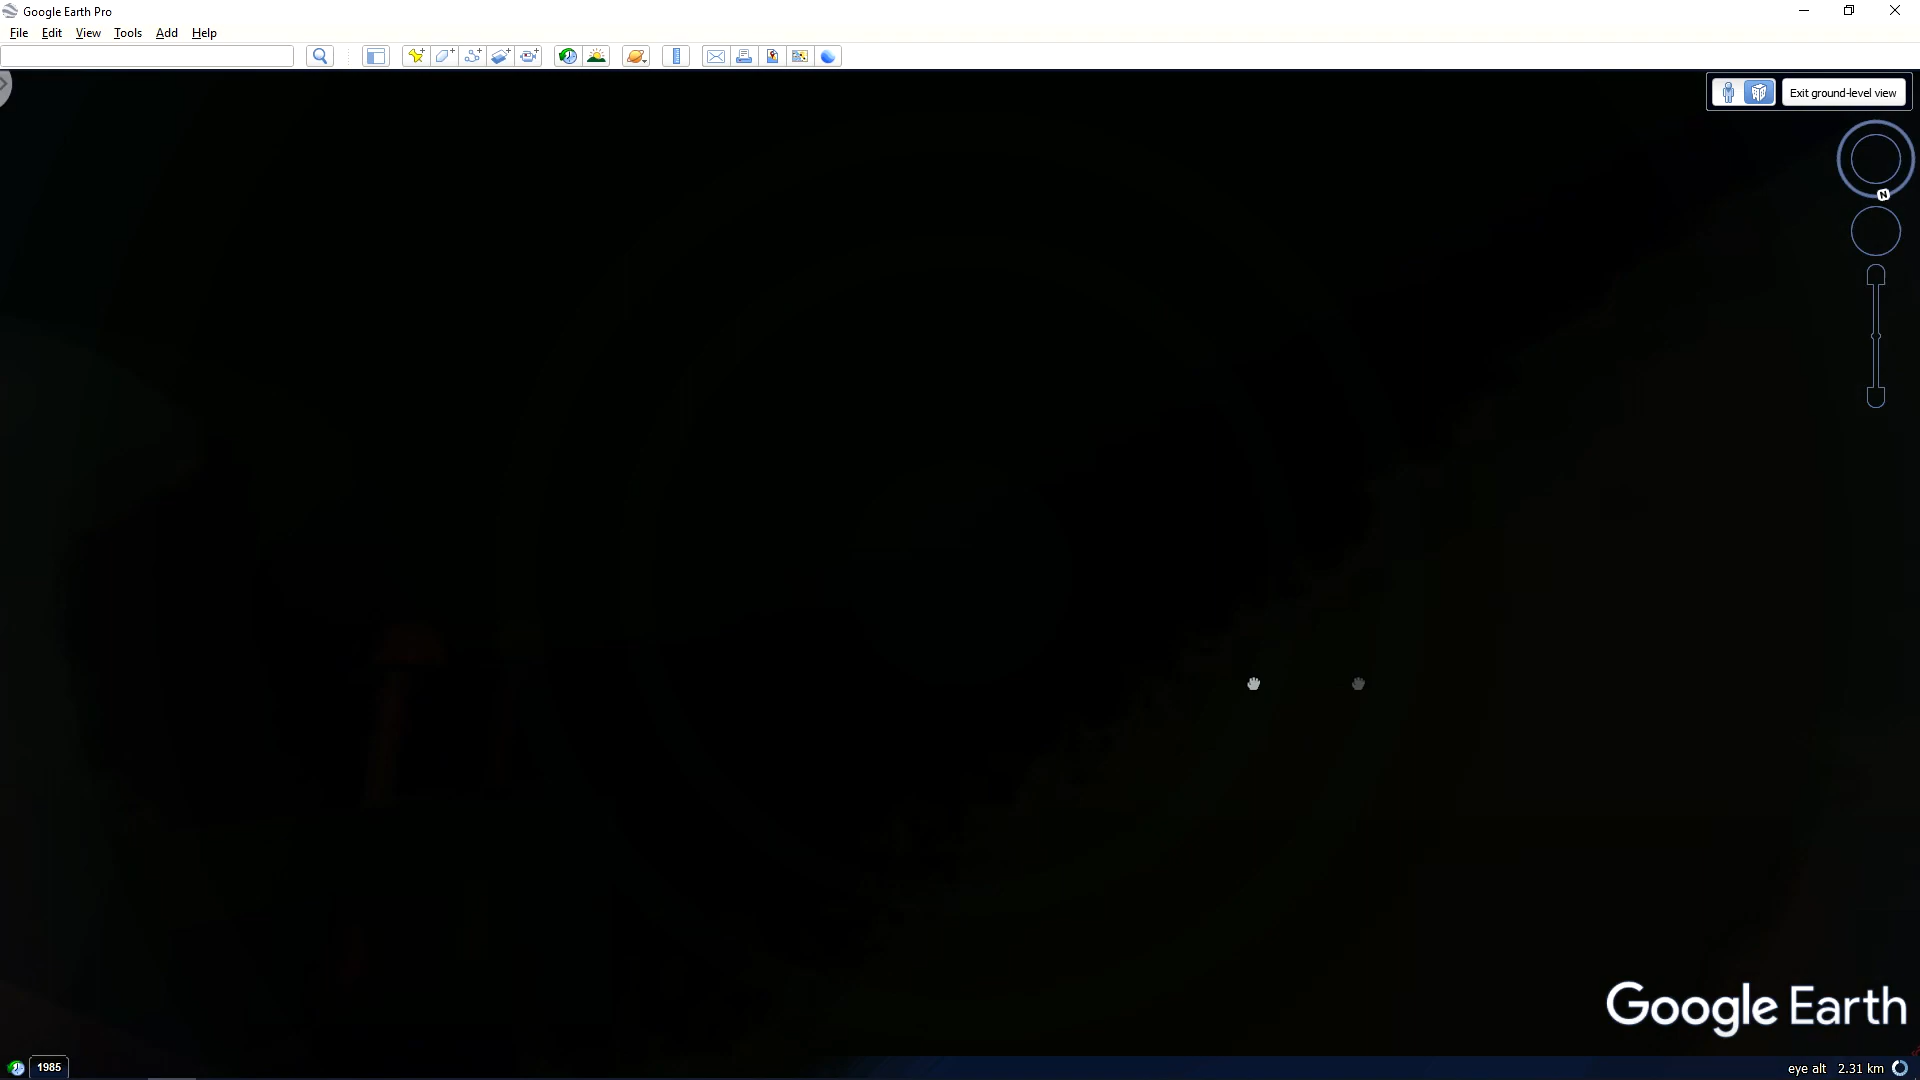 Google Earth Pro
File Edit View Tools Add Help
Exit ground-level view
N
Google Earth
1985
eye alt 2.31 km